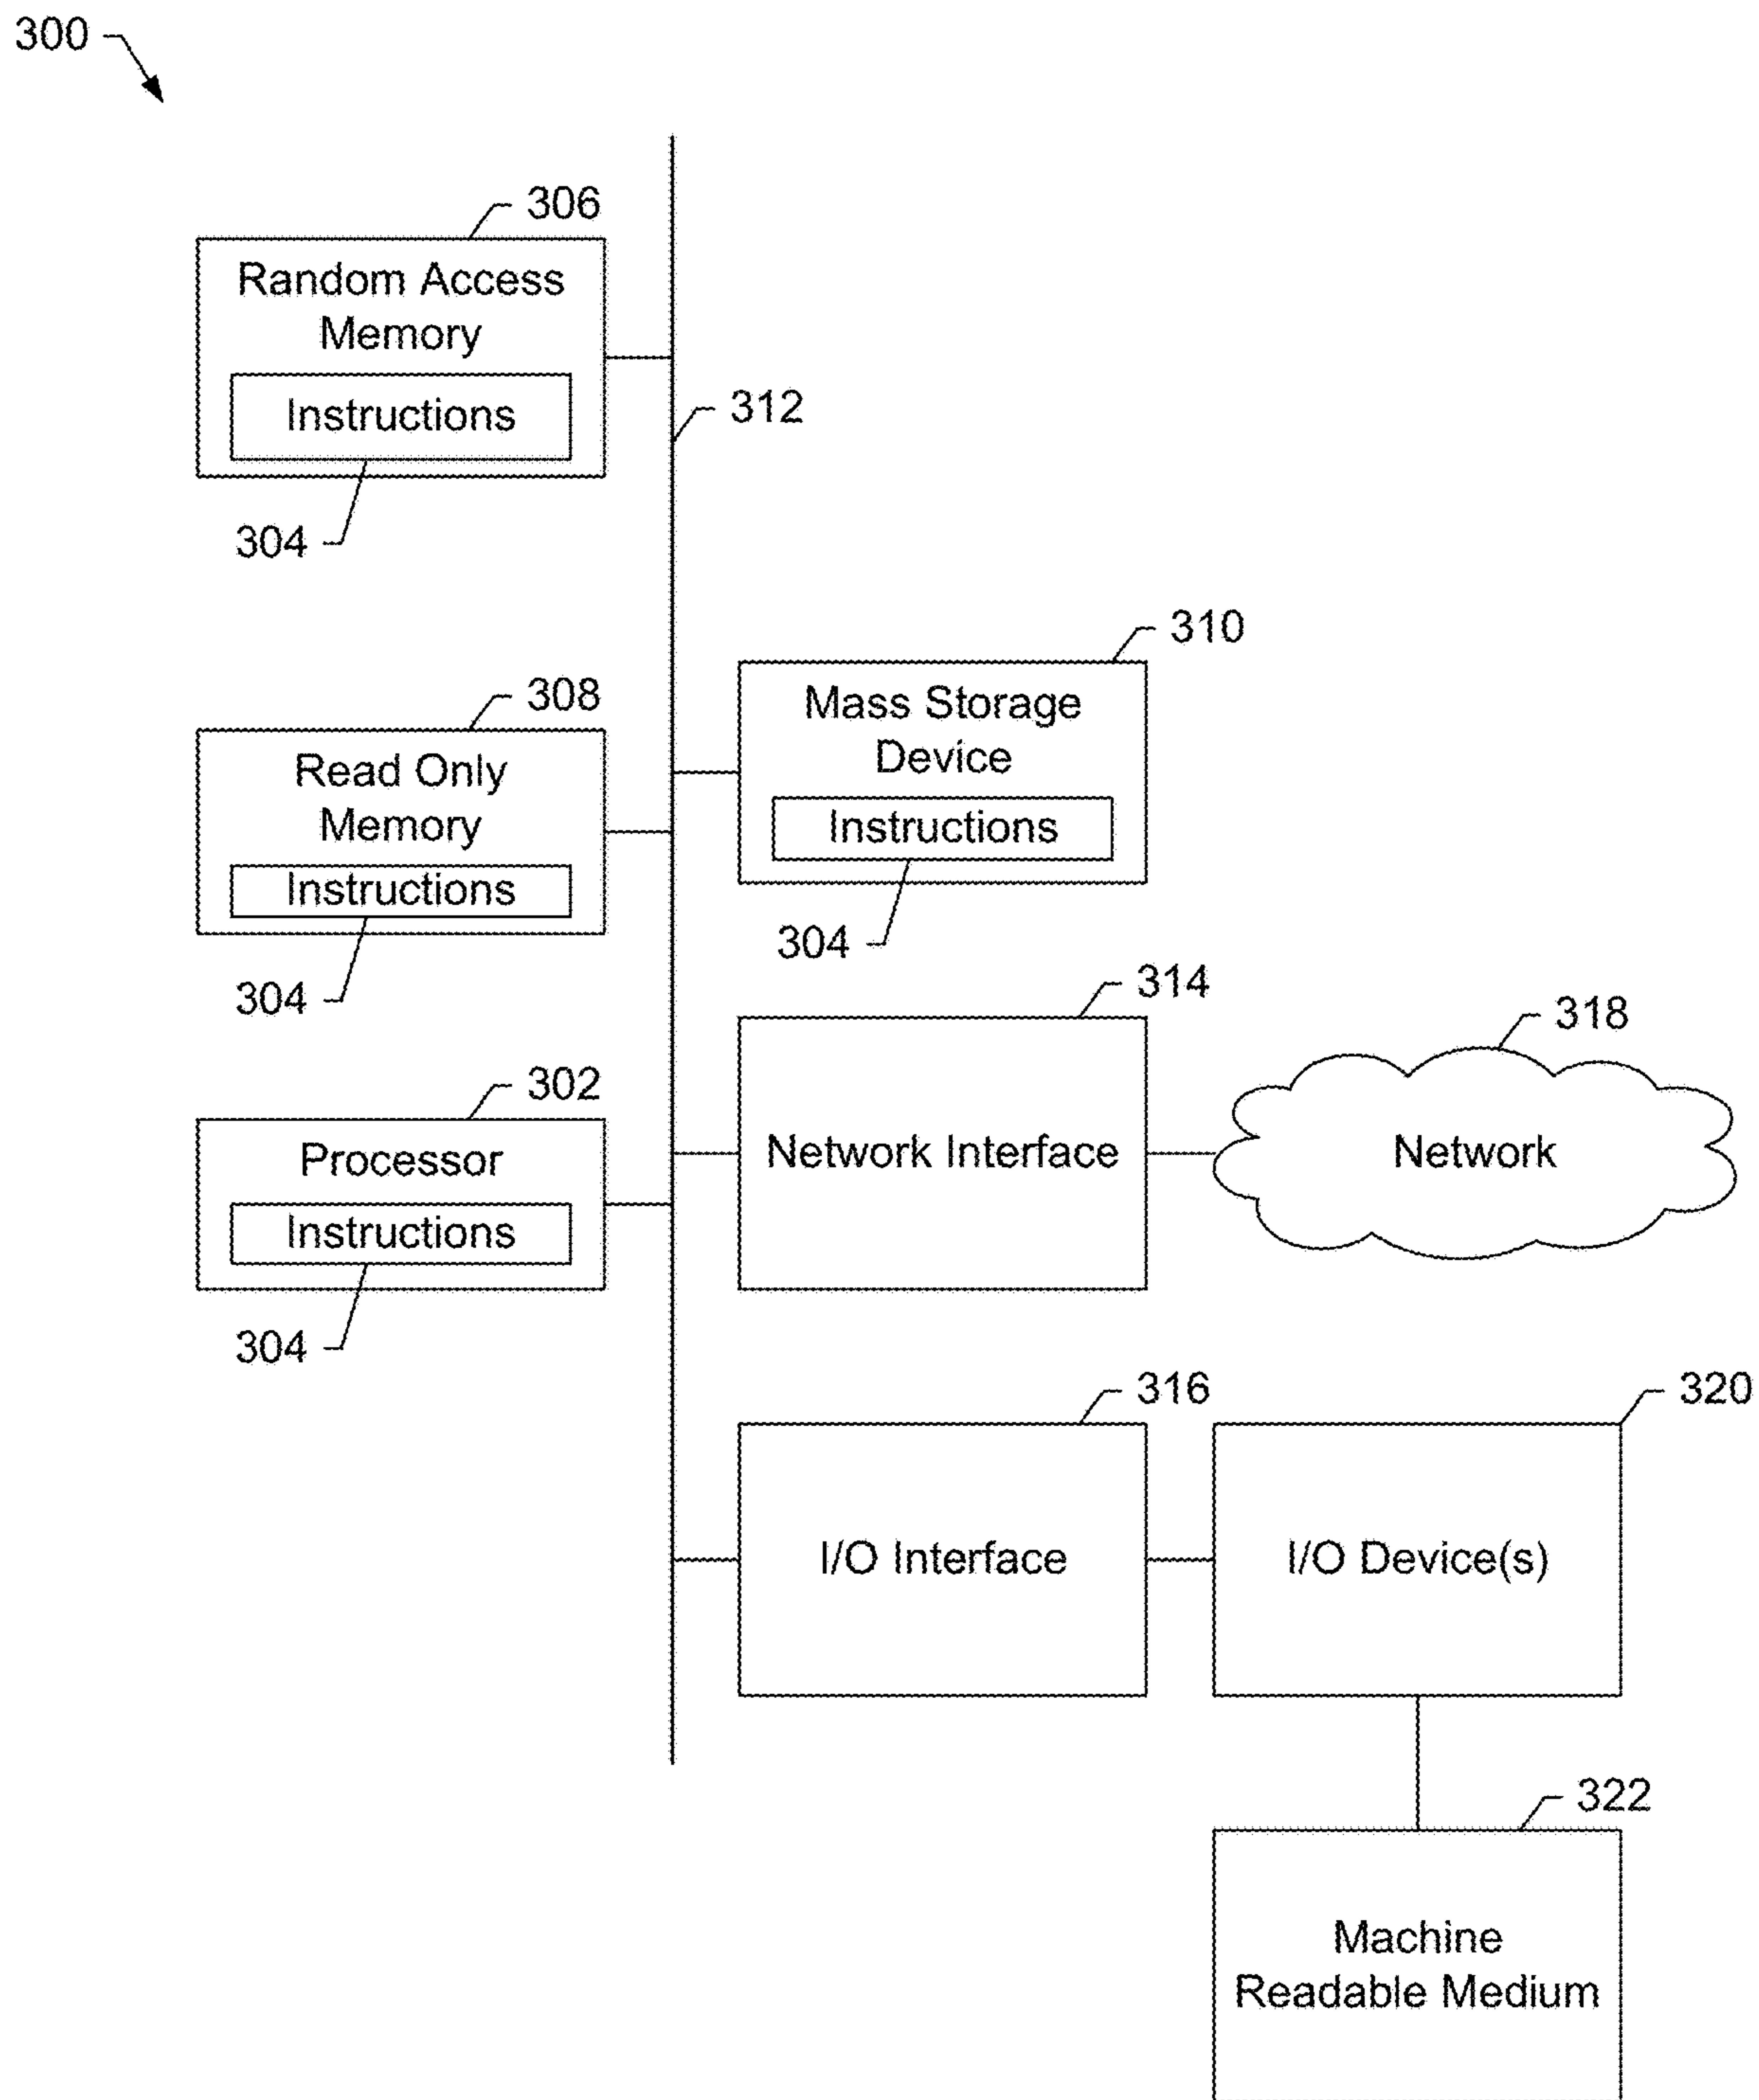 300
306
Random Access
Memory
Instructions
312
304
310
Mass Storage
Device
Instructions
304
308
Read Only
Memory
Instructions
304
314
Network Interface
318
Network
302
Processor
Instructions
304
316
I/O Interface
320
I/O Device(s)
322
Machine
Readable Medium